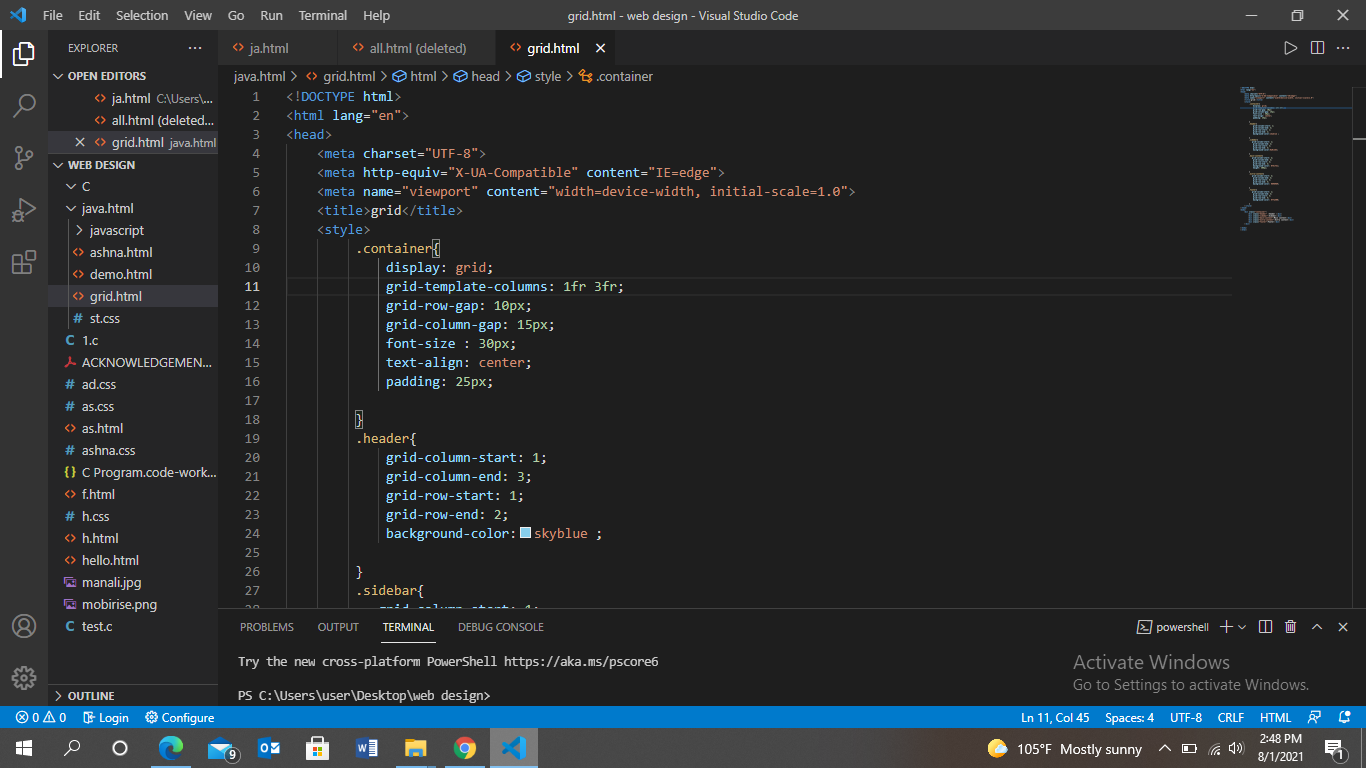 File Edit Selection View Go Run Terminal Help grid.html - web design - Visual Studio Code
EXPLORER
OPEN EDITORS
ja.html C:\Users\...
all.html (deleted...
grid.html java.html
WEB DESIGN
C
java.html
javascript
ashna.html
demo.html
grid.html
st.css
1.c
ACKNOWLEDGEMEN...
ad.css
as.css
as.html
ashna.css
C Program.code-work...
f.html
h.css
h.html
hello.html
manali.jpg
mobirise.png
test.c
OUTLINE
ja.html all.html (deleted) grid.html
java.html > grid.html > html > head > style > .container
1 <!DOCTYPE html>
2 <html lang="en">
3 <head>
4 <meta charset="UTF-8">
5 <meta http-equiv="X-UA-Compatible" content="IE=edge">
6 <meta name="viewport" content="width=device-width, initial-scale=1.0">
7 <title>grid</title>
8 <style>
9 .container{
10 display: grid;
11 grid-template-columns: 1fr 3fr;
12 grid-row-gap: 10px;
13 grid-column-gap: 15px;
14 font-size : 30px;
15 text-align: center;
16 padding: 25px;
17
18 }
19 .header{
20 grid-column-start: 1;
21 grid-column-end: 3;
22 grid-row-start: 1;
23 grid-row-end: 2;
24 background-color: skyblue ;
25
26 }
27 .sidebar{
28 grid-column-start: 1;
PROBLEMS OUTPUT TERMINAL DEBUG CONSOLE powershell
Try the new cross-platform PowerShell https://aka.ms/pscore6
PS C:\Users\user\Desktop\web design>
Activate Windows
Go to Settings to activate Windows.
0 0 Login Configure Ln 11, Col 45 Spaces: 4 UTF-8 CRLF HTML
9 105°F Mostly sunny 2:48 PM
8/1/2021 1